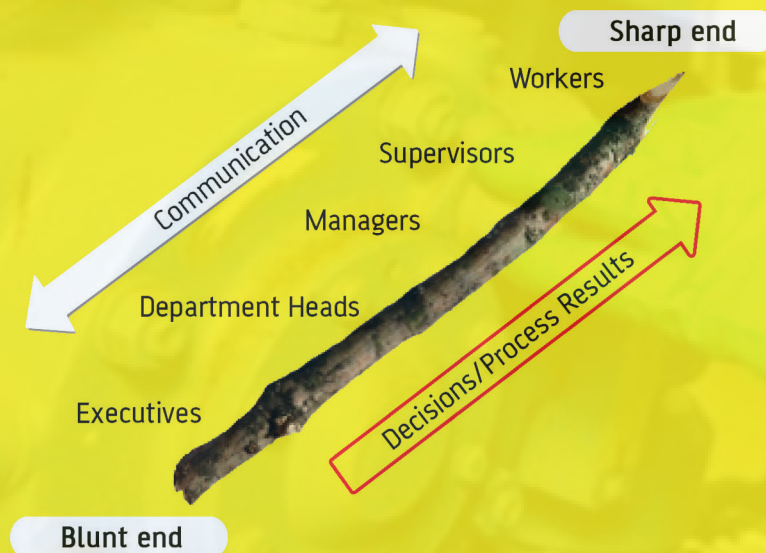 Sharp end
Workers
Communication
Supervisors
Managers
Department Heads
Decisions/Process Results
Executives
Blunt end